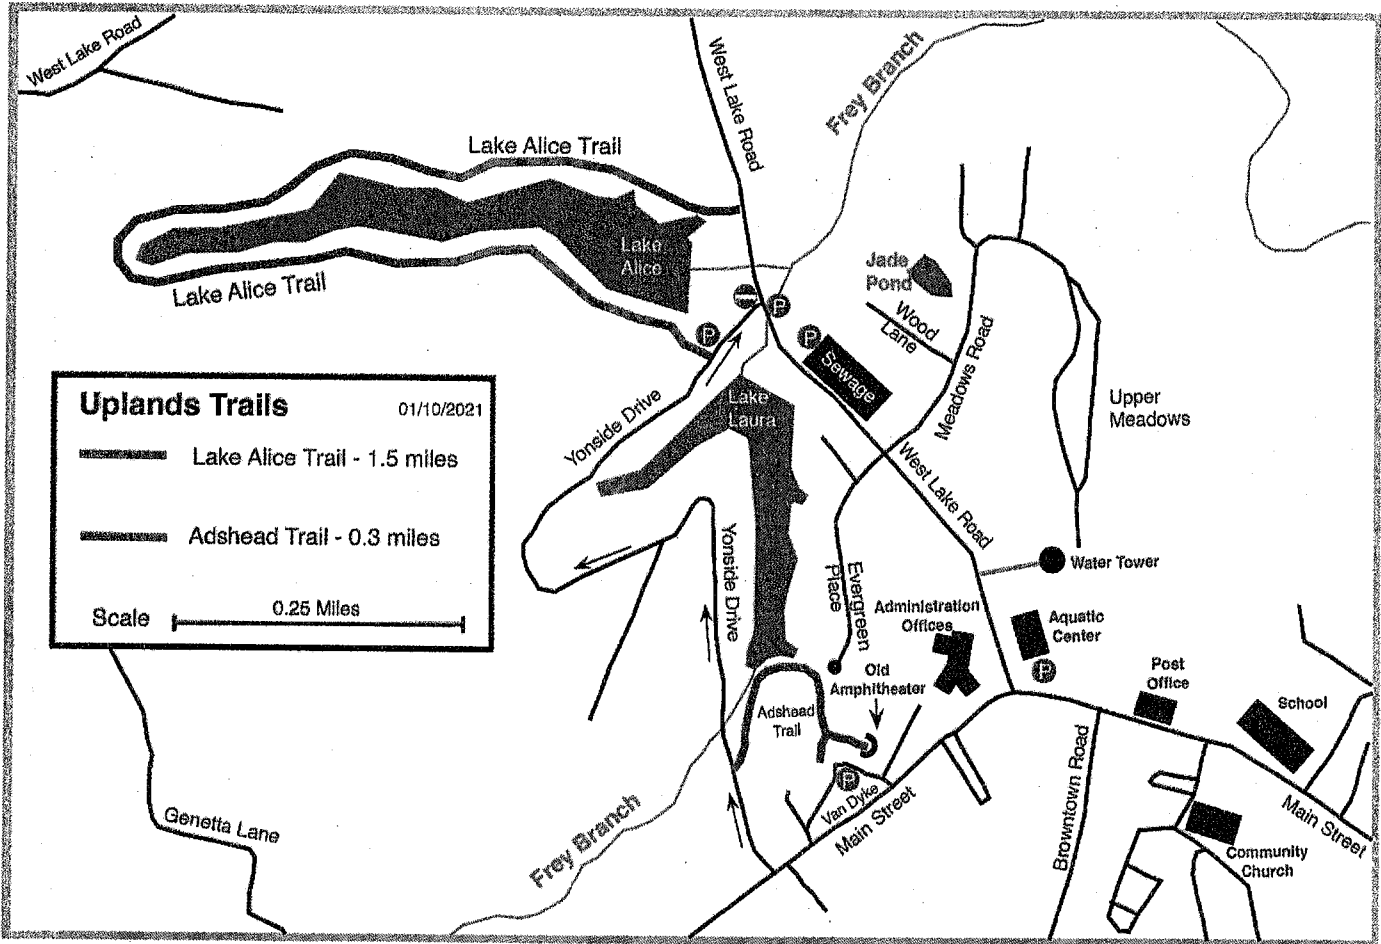 West Lake Road
West Lake Road
Frey Branch
Lake Alice Trail
Lake
Alice
Lake Alice Trail
Jade
Pond
Wood
Lane
P
P
P
Sewage
Meadows Road
Upper
Meadows
Uplands Trails
01/10/2021
Lake Alice Trail - 1.5 miles
Adshead Trail - 0.3 miles
Scale
0.25 Miles
Yonside Drive
Lake
Laura
West Lake Road
Yonside Drive
Evergreen
Place
Water Tower
Administration
Offices
Aquatic
Center
P
Old
Amphitheater
Post
Office
School
Adshead
Trail
P
Van Dyke
Main Street
Browntown Road
Main Street
Genetta Lane
Frey Branch
Community
Church